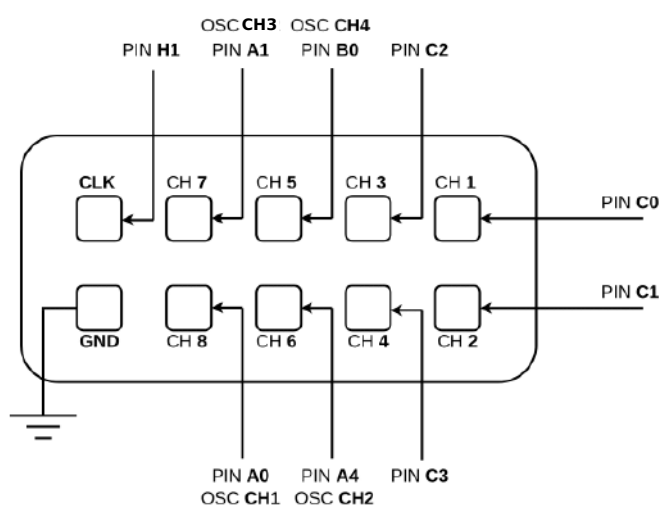 OSC CH3 OSC CH4
PIN H1 PIN A1 PIN B0 PIN C2
CLK CH 7 CH 5 CH 3 CH 1
PIN C0
PIN C1
GND CH 8 CH 6 CH 4 CH 2
PIN A0 PIN A4 PIN C3
OSC CH1 OSC CH2